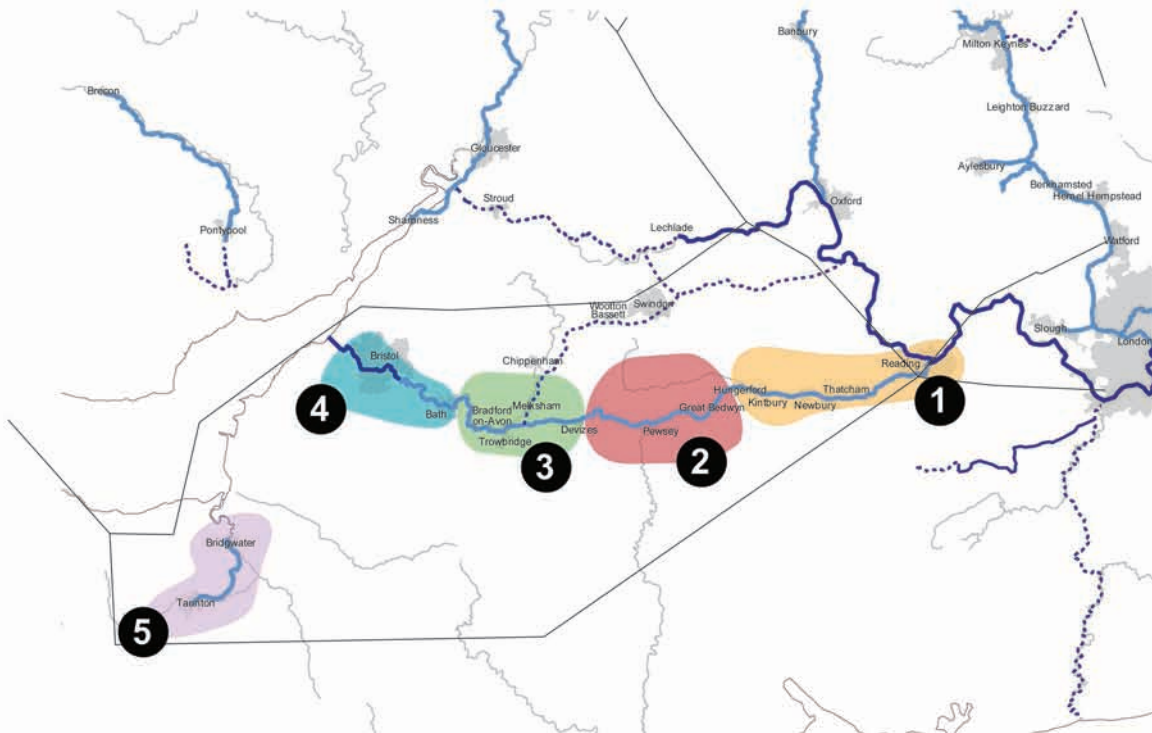 Banbury
Milton Keynes
Brecon
Leighton Buzzard
Gloucester
Aylesbury
Berkhamsted
Hemel Hempstead
Stroud
Oxford
Sharness
Pontypool
Lechlade
Watford
Wootton
Bassett
Swindon
Slough
London
Bristol
Chippenham
Reading
Hungerford
Thatcham
Bath
Bradford
on-Avon
Melksham
Great Bedwyn
Kintbury
Newbury
1
4
Trowbridge
Devizes
Pewsey
3
2
Bridgwater
Taunton
5